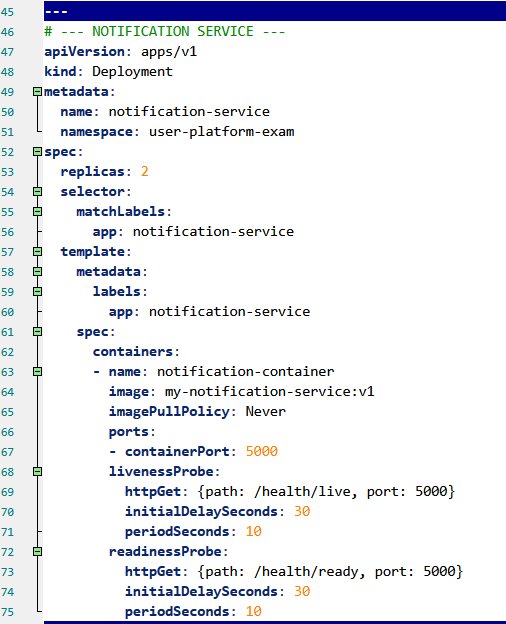 45 ---
46 # --- NOTIFICATION SERVICE ---
47 apiVersion: apps/v1
48 kind: Deployment
49 metadata:
50   name: notification-service
51   namespace: user-platform-exam
52 spec:
53   replicas: 2
54   selector:
55     matchLabels:
56       app: notification-service
57   template:
58     metadata:
59       labels:
60         app: notification-service
61     spec:
62       containers:
63       - name: notification-container
64         image: my-notification-service:v1
65         imagePullPolicy: Never
66         ports:
67         - containerPort: 5000
68         livenessProbe:
69           httpGet: {path: /health/live, port: 5000}
70           initialDelaySeconds: 30
71           periodSeconds: 10
72         readinessProbe:
73           httpGet: {path: /health/ready, port: 5000}
74           initialDelaySeconds: 30
75           periodSeconds: 10